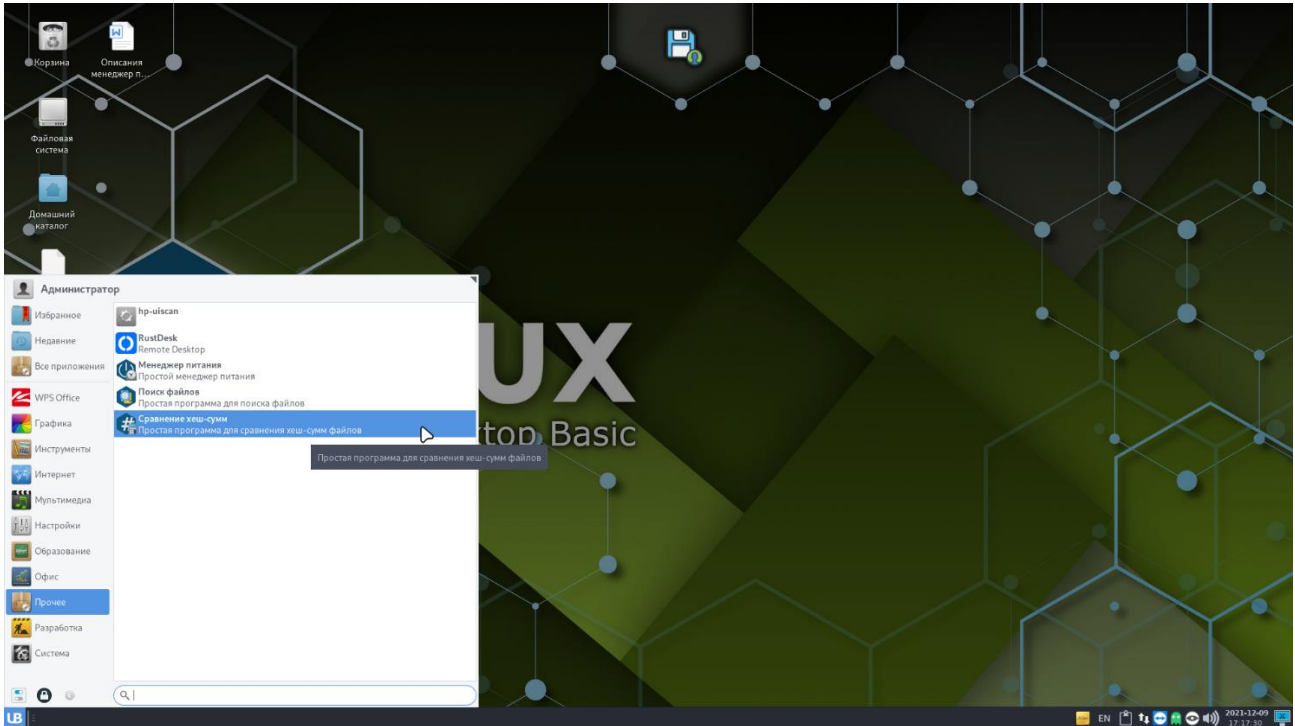 Корзина
Описания
менеджер п...
Файловая
система
Домашний
каталог
Администратор
Избранное
Недавние
Все приложения
WPS Office
Графика
Инструменты
Интернет
Мультимедиа
Настройки
Образование
Офис
Прочее
Разработка
Система
hp-uiscan
RustDesk
Remote Desktop
Менеджер питания
Простой менеджер питания
Поиск файлов
Простая программа для поиска файлов
Сравнение хеш-сумм
Простая программа для сравнения хеш-сумм файлов
Простая программа для сравнения хеш-сумм файлов
UX
ktop Basic
UB
EN
2021-12-09
17:17:30